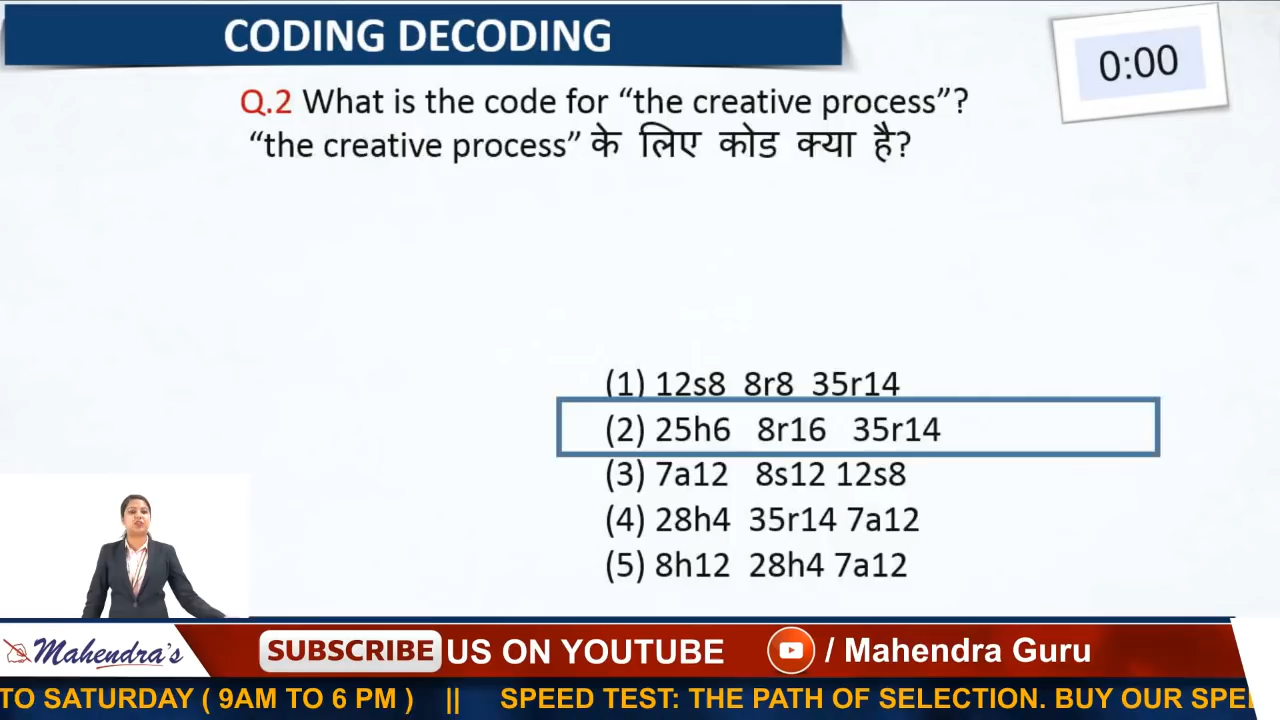 CODING DECODING
0:00
Q.2 What is the code for “the creative process”?
“the creative process” के लिए कोड क्या है?
(1) 12s8 8r8 35r14
(2) 25h6 8r16 35r14
(3) 7a12 8s12 12s8
(4) 28h4 35r14 7a12
(5) 8h12 28h4 7a12
Mahendra's
SUBSCRIBE US ON YOUTUBE / Mahendra Guru
TO SATURDAY ( 9AM TO 6 PM ) || SPEED TEST: THE PATH OF SELECTION. BUY OUR SPE